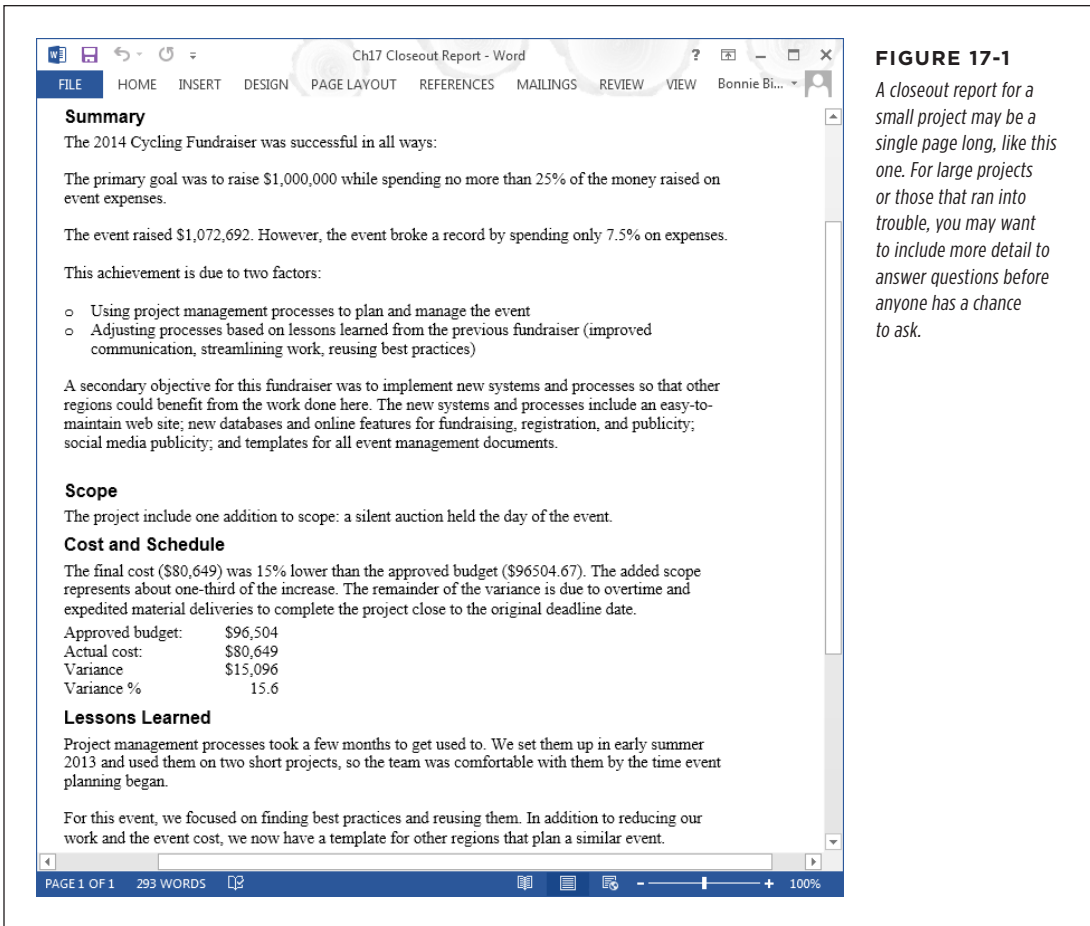 Ch17 Closeout Report - Word
?
FILE HOME INSERT DESIGN PAGE LAYOUT REFERENCES MAILINGS REVIEW VIEW Bonnie Bi...
Summary
The 2014 Cycling Fundraiser was successful in all ways:
The primary goal was to raise $1,000,000 while spending no more than 25% of the money raised on
event expenses.
The event raised $1,072,692. However, the event broke a record by spending only 7.5% on expenses.
This achievement is due to two factors:
o Using project management processes to plan and manage the event
o Adjusting processes based on lessons learned from the previous fundraiser (improved
communication, streamlining work, reusing best practices)
A secondary objective for this fundraiser was to implement new systems and processes so that other
regions could benefit from the work done here. The new systems and processes include an easy-to-
maintain web site; new databases and online features for fundraising, registration, and publicity;
social media publicity; and templates for all event management documents.
Scope
The project include one addition to scope: a silent auction held the day of the event.
Cost and Schedule
The final cost ($80,649) was 15% lower than the approved budget ($96504.67). The added scope
represents about one-third of the increase. The remainder of the variance is due to overtime and
expedited material deliveries to complete the project close to the original deadline date.
Approved budget: $96,504
Actual cost: $80,649
Variance $15,096
Variance % 15.6
Lessons Learned
Project management processes took a few months to get used to. We set them up in early summer
2013 and used them on two short projects, so the team was comfortable with them by the time event
planning began.
For this event, we focused on finding best practices and reusing them. In addition to reducing our
work and the event cost, we now have a template for other regions that plan a similar event.
PAGE 1 OF 1 293 WORDS 100%
FIGURE 17-1
A closeout report for a
small project may be a
single page long, like this
one. For large projects
or those that ran into
trouble, you may want
to include more detail to
answer questions before
anyone has a chance
to ask.